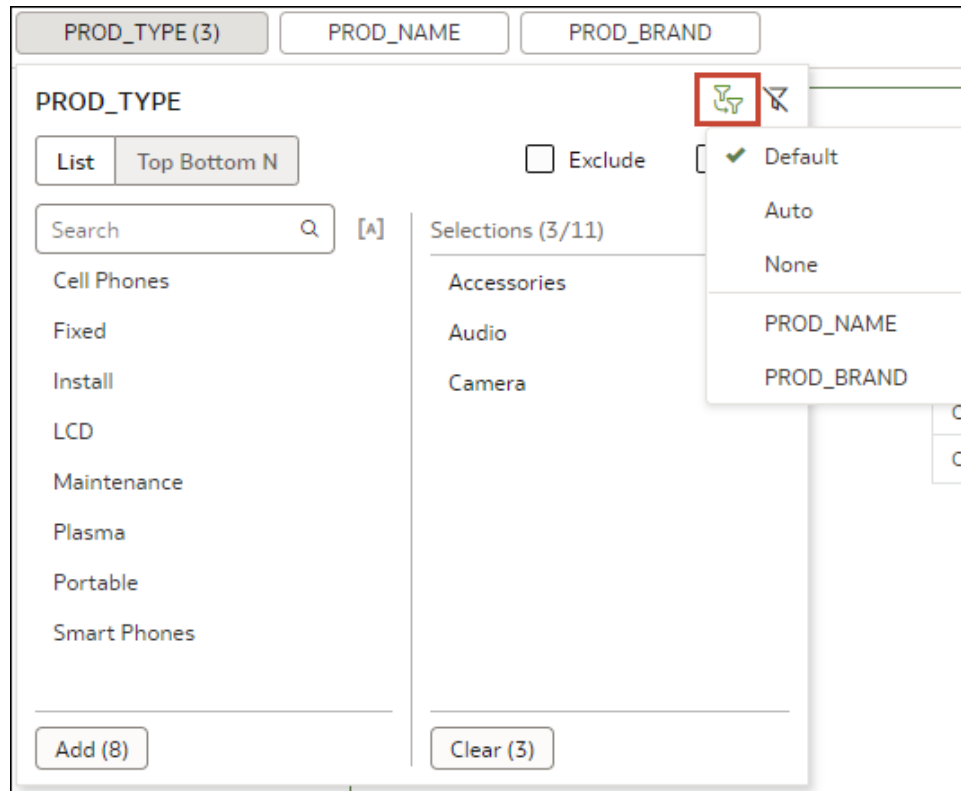 PROD_TYPE (3) PROD_NAME PROD_BRAND
PROD_TYPE
List Top Bottom N Exclude
Search [A] Selections (3/11)
Cell Phones
Fixed
Install
LCD
Maintenance
Plasma
Portable
Smart Phones
Add (8)
Accessories
Audio
Camera
Clear (3)
Default
Auto
None
PROD_NAME
PROD_BRAND